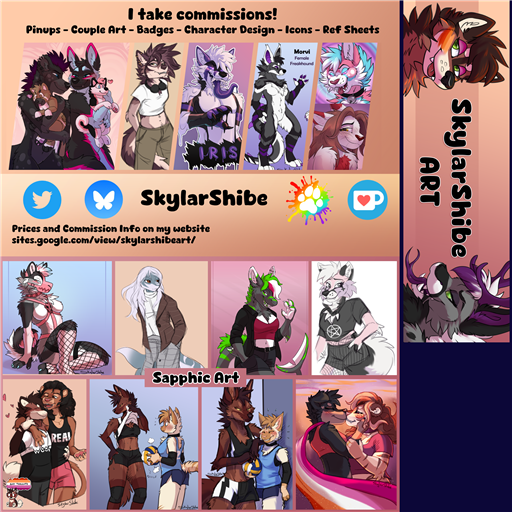 I take commissions!
Pinups - Couple Art - Badges - Character Design - Icons - Ref Sheets
Morvi
Female
IRIS
SkylarShibe
Prices and Commission Info on my website
sites.google.com/view/skylarshibeart/
Sapphic Art
REAL
SkylarShibe
ART